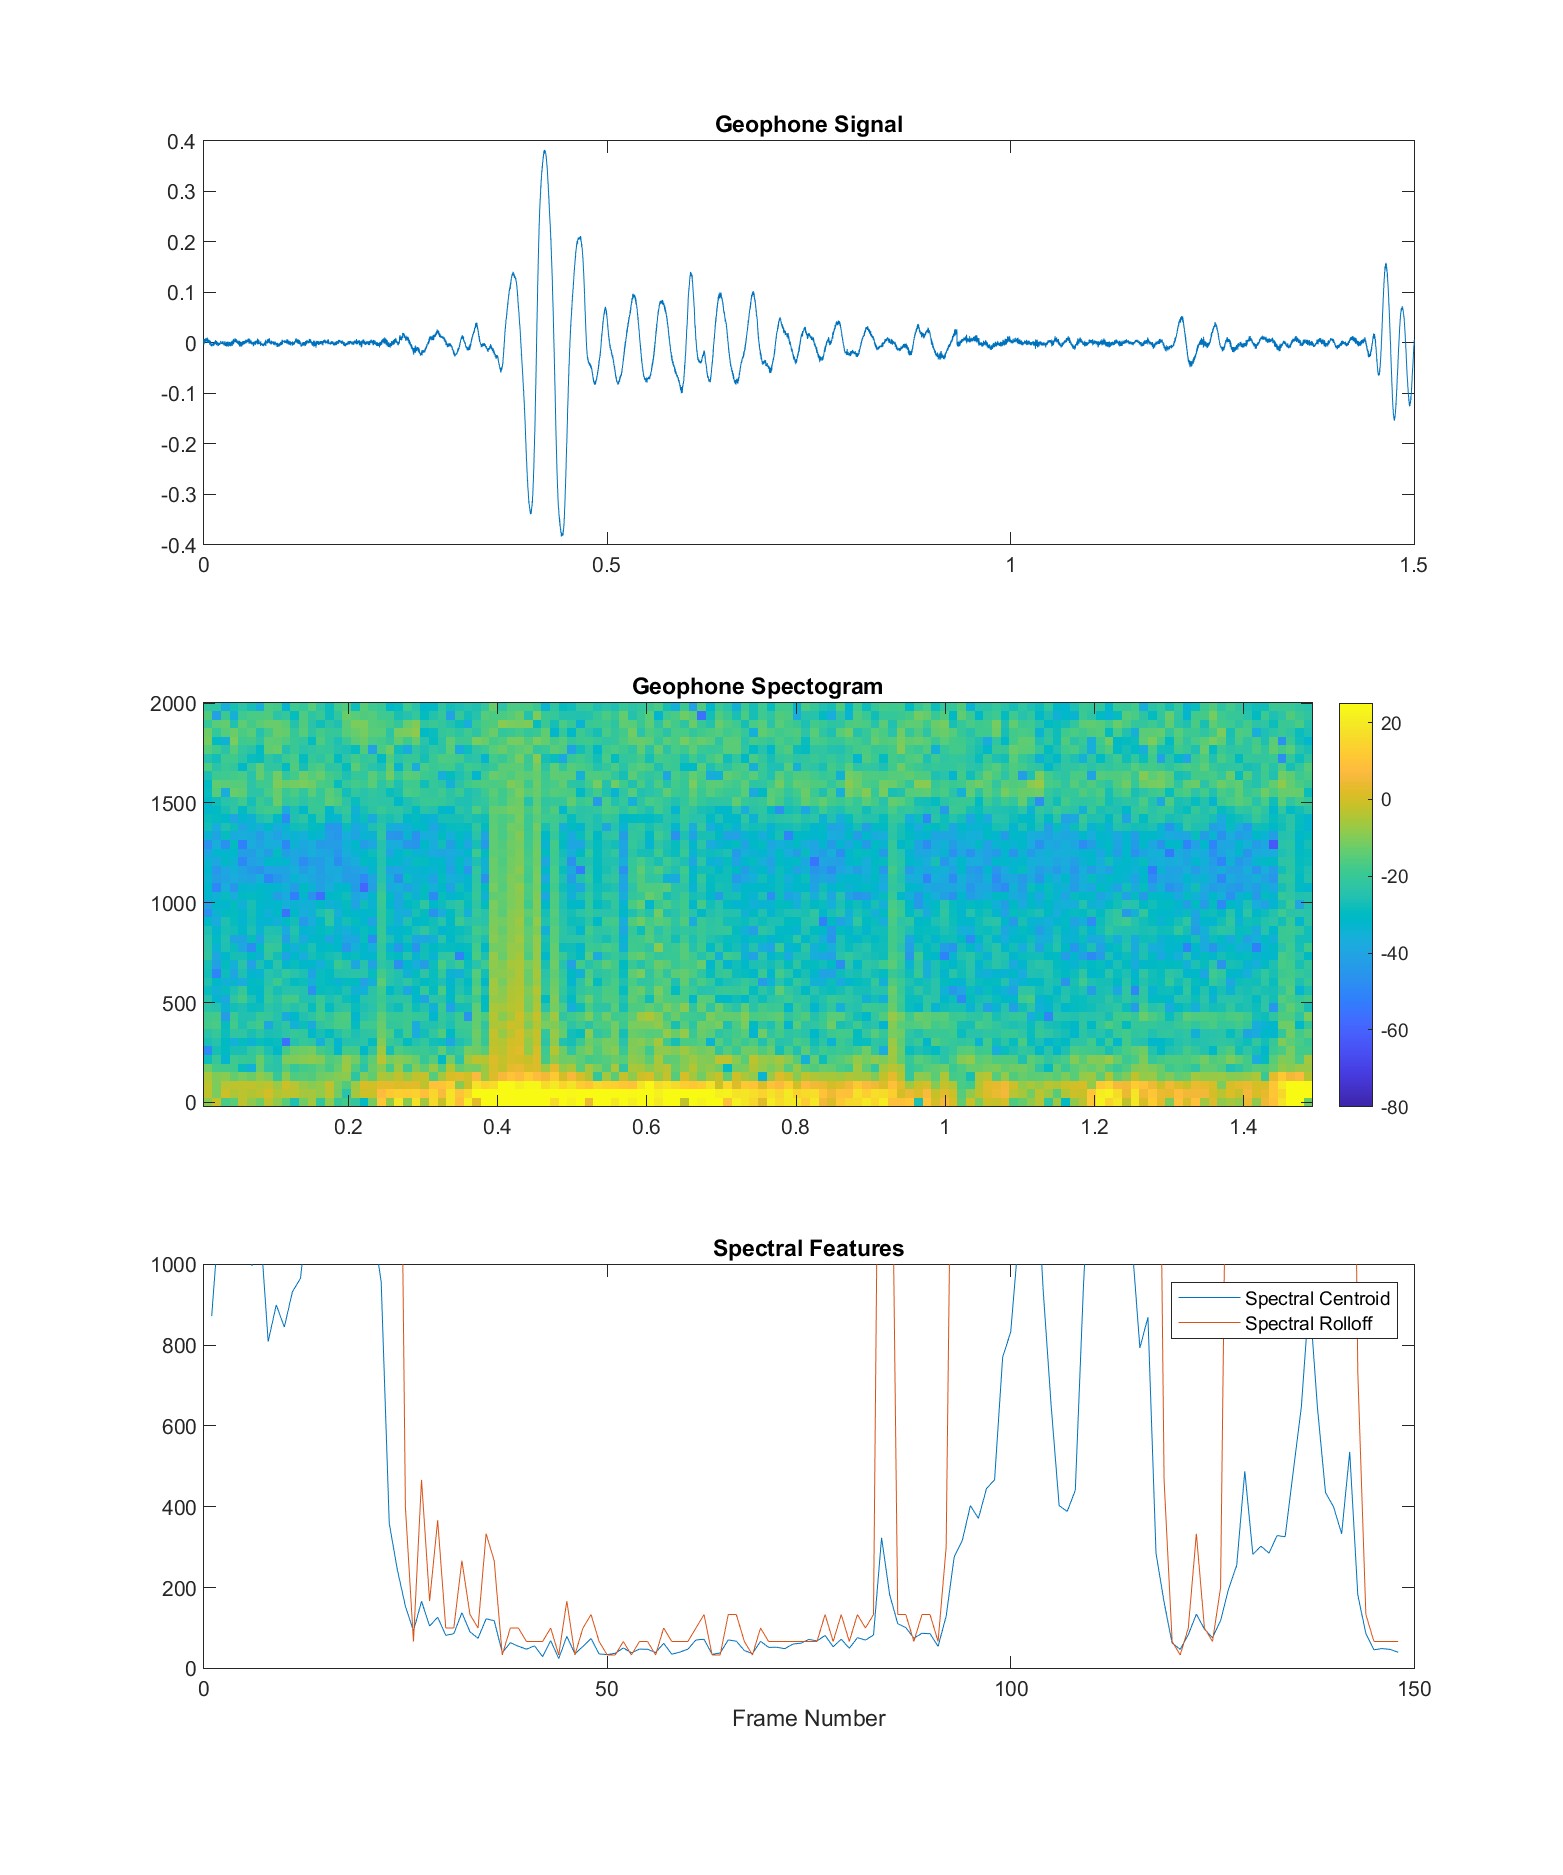 Geophone Signal
0.4
0.3
0.2
0.1
0
-0.1
-0.2
-0.3
-0.4
0 0.5 1 1.5
Geophone Spectogram
2000
1500
1000
500
0
0.2 0.4 0.6 0.8 1 1.2 1.4
20
0
-20
-40
-60
-80
Spectral Features
1000
800
600
400
200
0
Spectral Centroid
Spectral Rolloff
0 50 100 150
Frame Number